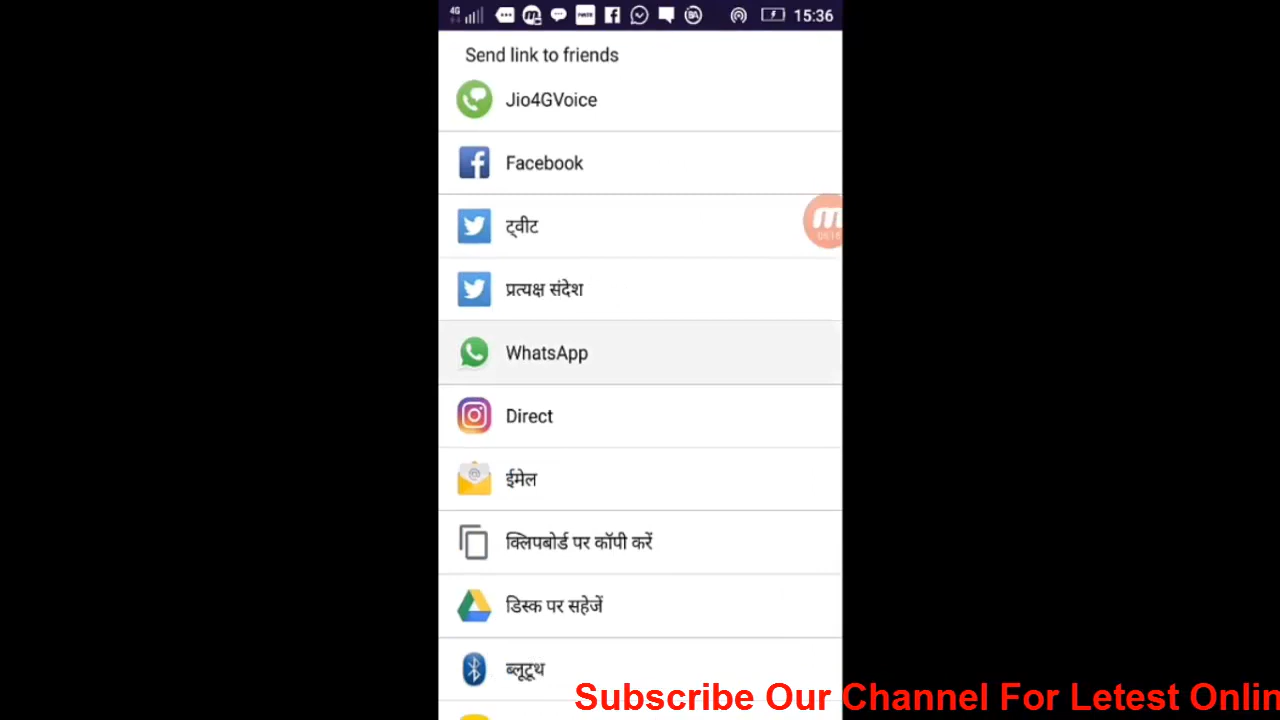 4G 15:36
Send link to friends
Jio4GVoice
Facebook
ट्वीट
प्रत्यक्ष संदेश
WhatsApp
Direct
ईमेल
क्लिपबोर्ड पर कॉपी करें
डिस्क पर सहेजें
ब्लूटूथ
Subscribe Our Channel For Letest Onlin